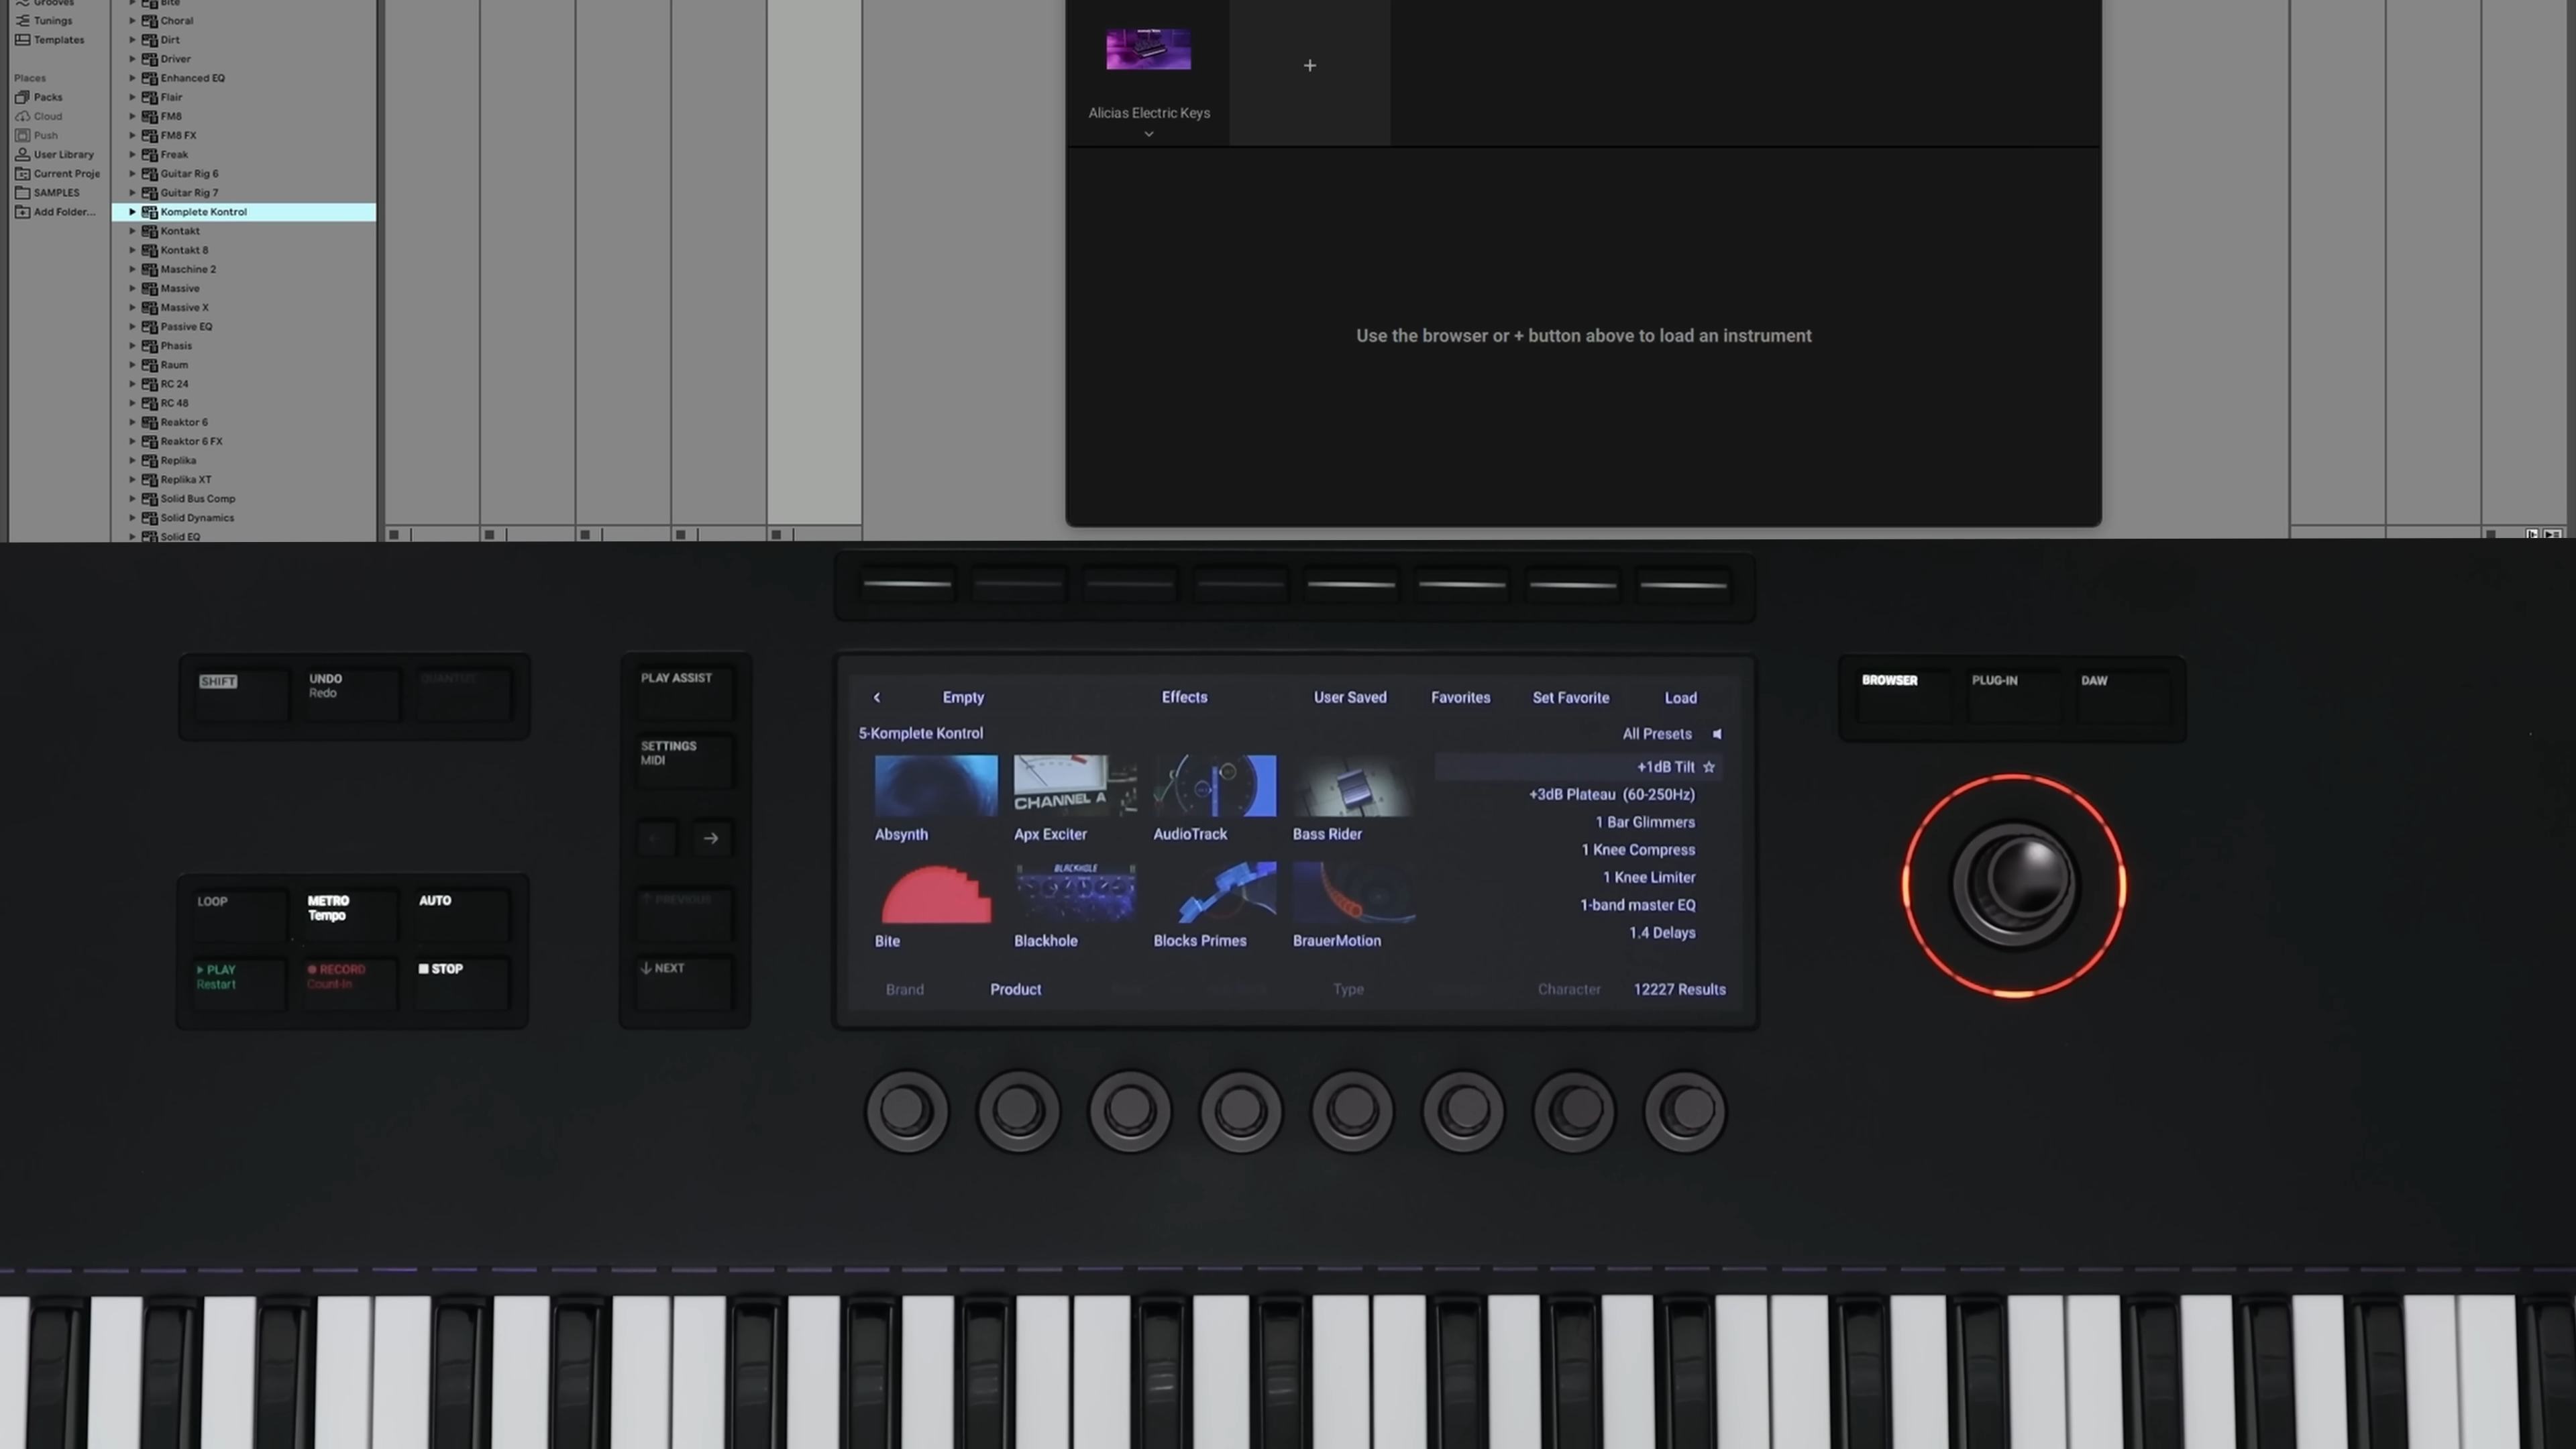 Grooves
Tunings
Templates
Places
Packs
Cloud
Push
User Library
Current Proje
SAMPLES
Add Folder...
Bite
Choral
Dirt
Driver
Enhanced EQ
Flair
FM8
FM8 FX
Freak
Guitar Rig 6
Guitar Rig 7
Komplete Kontrol
Kontakt
Kontakt 8
Maschine 2
Massive
Massive X
Passive EQ
Phasis
Raum
RC 24
RC 48
Reaktor 6
Reaktor 6 FX
Replika
Replika XT
Solid Bus Comp
Solid Dynamics
Solid EQ
+
Alicias Electric Keys
Use the browser or + button above to load an instrument
SHIFT
UNDO
Redo
QUANTIZE
LOOP
METRO
Tempo
AUTO
PLAY
Restart
RECORD
Count-In
STOP
PLAY ASSIST
SETTINGS
MIDI
PREVIOUS
NEXT
Empty
Effects
User Saved
Favorites
Set Favorite
Load
5-Komplete Kontrol
All Presets
CHANNEL A
Absynth
Apx Exciter
AudioTrack
Bass Rider
BLACKHOLE
Bite
Blackhole
Blocks Primes
BrauerMotion
+1dB Tilt
+3dB Plateau (60-250Hz)
1 Bar Glimmers
1 Knee Compress
1 Knee Limiter
1-band master EQ
1.4 Delays
Brand
Product
Type
Character
12227 Results
BROWSER
PLUG-IN
DAW